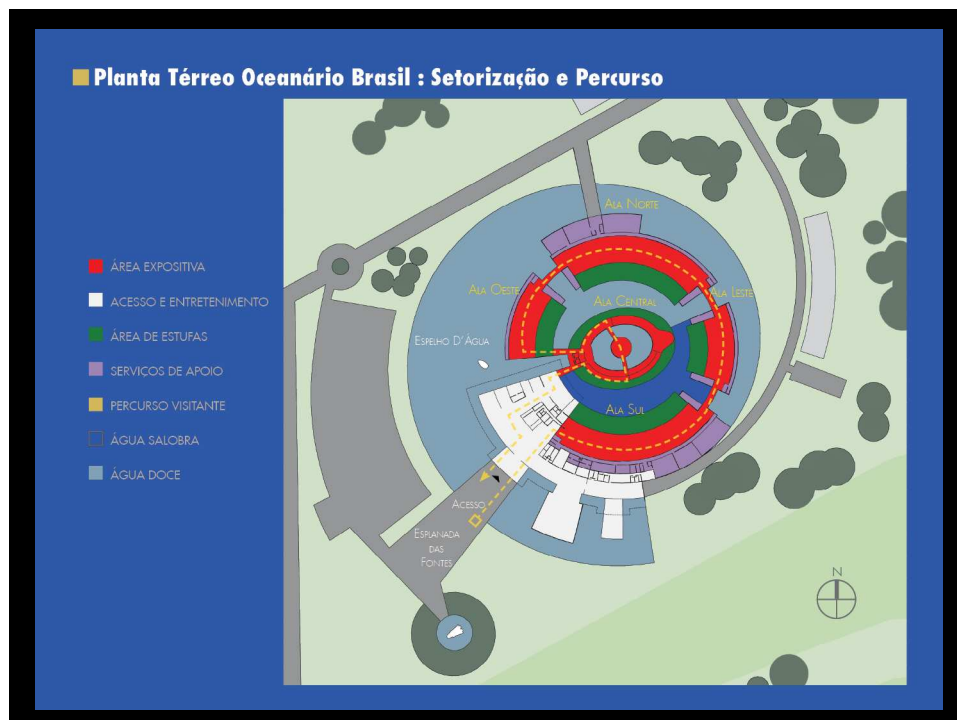 Planta Térreo Oceanário Brasil : Setorização e Percurso
ÁREA EXPOSITIVA
ACESSO E ENTRETENIMENTO
ÁREA DE ESTUFAS
SERVIÇOS DE APOIO
PERCURSO VISITANTE
ÁGUA SALOBRA
ÁGUA DOCE
ALA NORTE
ALA OESTE
ALA CENTRAL
ALA LESTE
ESPELHO D'ÁGUA
ALA SUL
ACESSO
ESPLANADA
DAS
FONTES
N